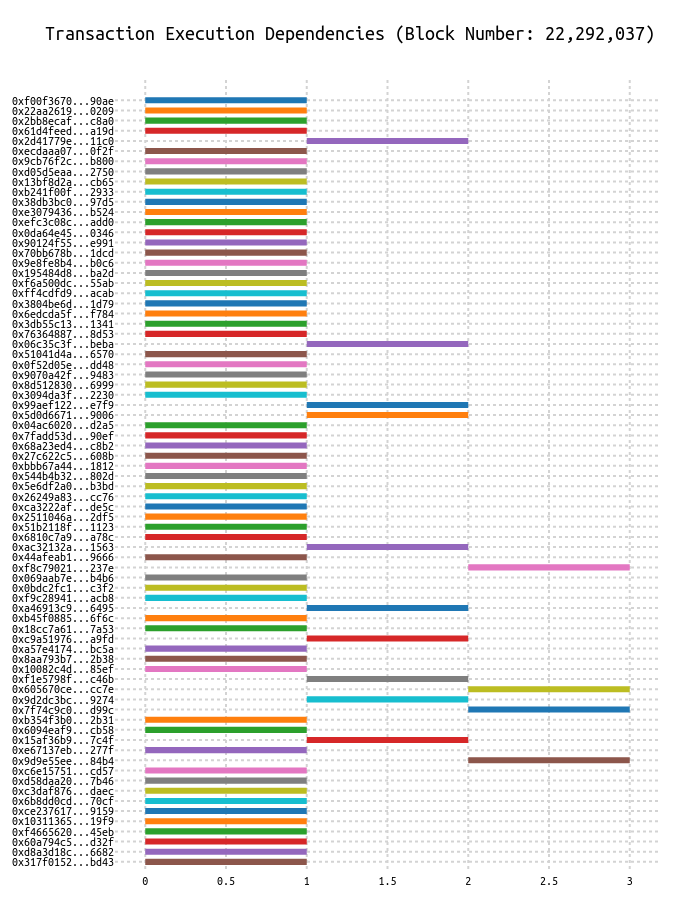 Transaction Execution Dependencies (Block Number: 22,292,037)
0xf00f3670...90ae
0x22aa2619...0209
0x2bb8ecaf...c8a0
0x61d4feed...a19d
0x2d41779e...11c0
0xecdaaa07...0f2f
0x9cb76f2c...b800
0xd05d5eaa...2750
0x13bf8d2a...cb65
0xb241f00f...2933
0x38db3bc0...97d5
0xe3079436...b524
0xefc3c08c...add0
0x0da64e45...0346
0x90124f55...e991
0x70bb678b...1dcd
0x9e8fe8b4...b0c6
0x195484d8...ba2d
0xf6a500dc...55ab
0xff4cdfd9...acab
0x3804be6d...1d79
0x6edcda5f...f784
0x3db55c13...1341
0x76364887...8d53
0x06c35c3f...beba
0x51041d4a...6570
0x0f52d05e...dd48
0x9070a42f...9483
0x8d512830...6999
0x3094da3f...2230
0x99aef122...e7f9
0x5d0d6671...9006
0x04ac6020...d2a5
0x7fadd53d...90ef
0x68a23ed4...c8b2
0x27c622c5...608b
0xbbb67a44...1812
0x544b4b32...802d
0x5e6df2a0...b3bd
0x26249a83...cc76
0xca3222af...de5c
0x2511046a...2df5
0x51b2118f...1123
0x6810c7a9...a78c
0xac32132a...1563
0x44afeab1...9666
0xf8c79021...237e
0x069aab7e...b4b6
0x0bdc2fc1...c3f2
0xf9c28941...acb8
0xa46913c9...6495
0xb45f0885...6f6c
0x18cc7a61...7a53
0xc9a51976...a9fd
0xa57e4174...bc5a
0x8aa793b7...2b38
0x10082c4d...85ef
0xf1e5798f...c46b
0x605670ce...cc7e
0x9d2dc3bc...9274
0x7f74c9c0...d99c
0xb354f3b0...2b31
0x6094eaf9...cb58
0x15af36b9...7c4f
0xe67137eb...277f
0x9d9e55ee...84b4
0xc6e15751...cd57
0xd58daa20...7b46
0xc3daf876...daec
0x6b8dd0cd...70cf
0xce237617...9159
0x10311365...19f9
0xf4665620...45eb
0x60a794c5...d32f
0xd8a3d18c...6682
0x317f0152...bd43
0 0.5 1 1.5 2 2.5 3